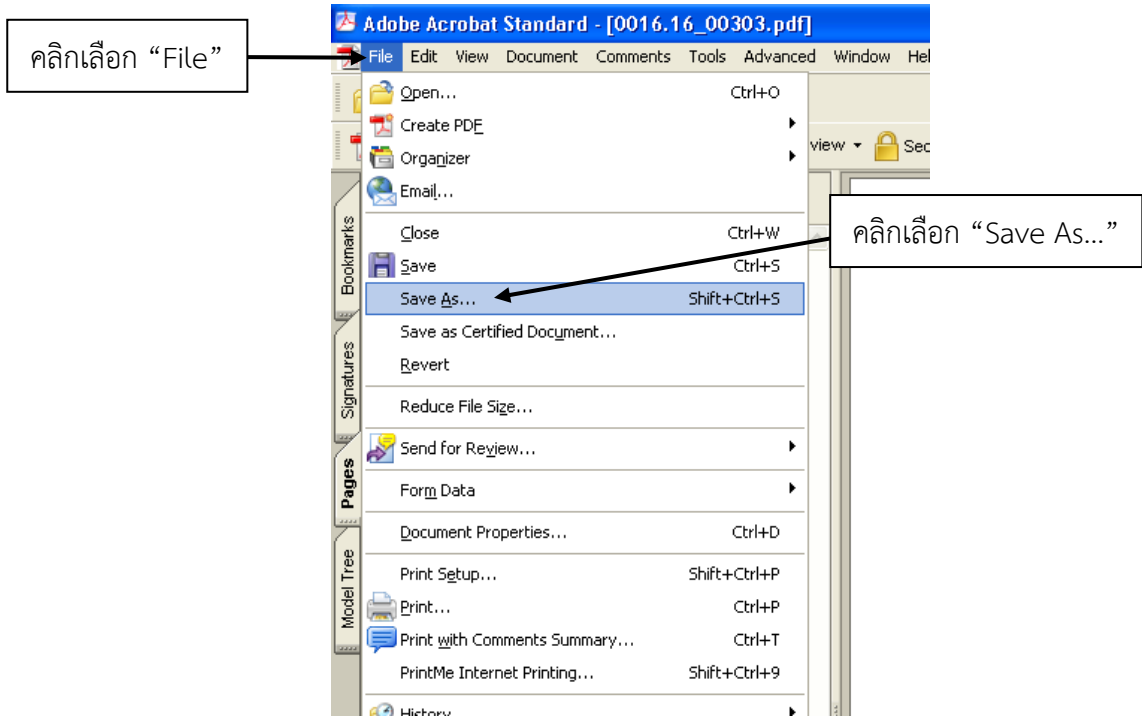 Adobe Acrobat Standard - [0016.16_00303.pdf]
คลิกเลือก “File”
File Edit View Document Comments Tools Advanced Window Hel
Open... Ctrl+O
Create PDF
view Sec
Organizer
Email...
คลิกเลือก “Save As...”
Close Ctrl+W
Save Ctrl+S
Save As... Shift+Ctrl+S
Save as Certified Document...
Revert
Reduce File Size...
Send for Review...
Form Data
Document Properties... Ctrl+D
Print Setup... Shift+Ctrl+P
Print... Ctrl+P
Print with Comments Summary... Ctrl+T
PrintMe Internet Printing... Shift+Ctrl+9
History
Bookmarks
Signatures
Pages
Model Tree